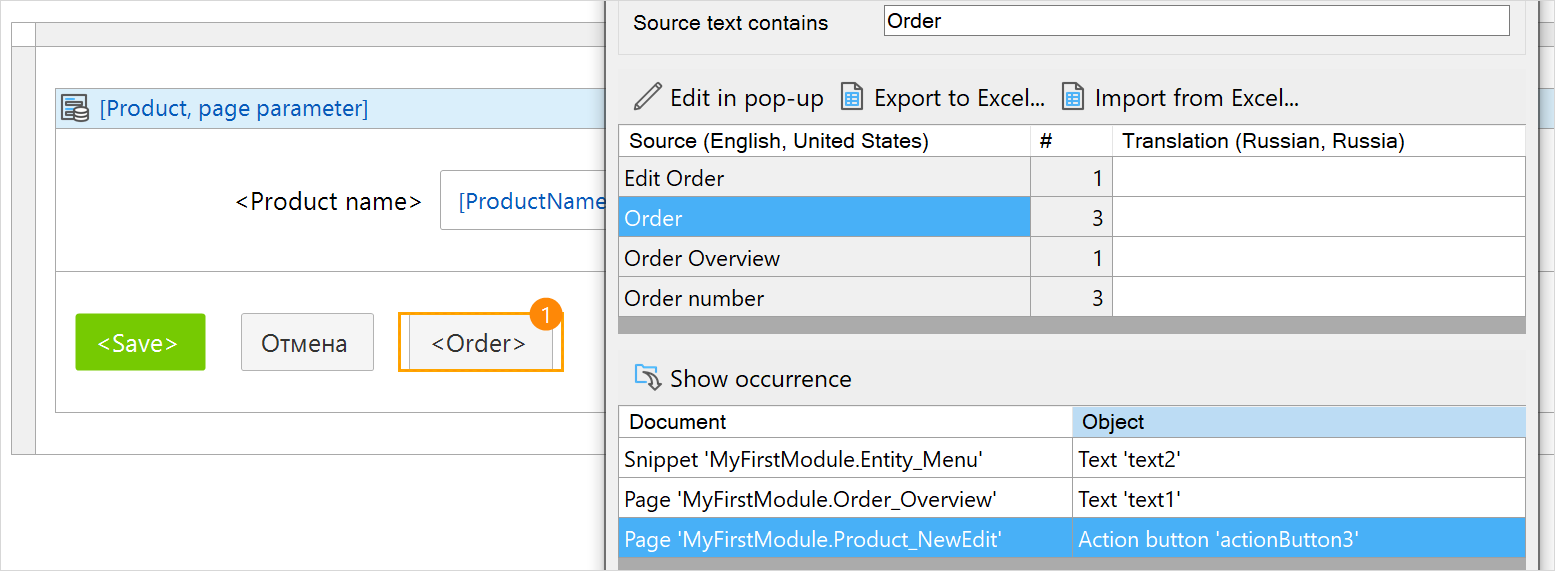 [Product, page parameter]
<Product name> [ProductName
<Save> Отмена <Order> 1
Source text contains Order
Edit in pop-up Export to Excel... Import from Excel...
Source (English, United States) # Translation (Russian, Russia)
Edit Order 1
Order 3
Order Overview 1
Order number 3
Show occurrence
Document Object
Snippet 'MyFirstModule.Entity_Menu' Text 'text2'
Page 'MyFirstModule.Order_Overview' Text 'text1'
Page 'MyFirstModule.Product_NewEdit' Action button 'actionButton3'